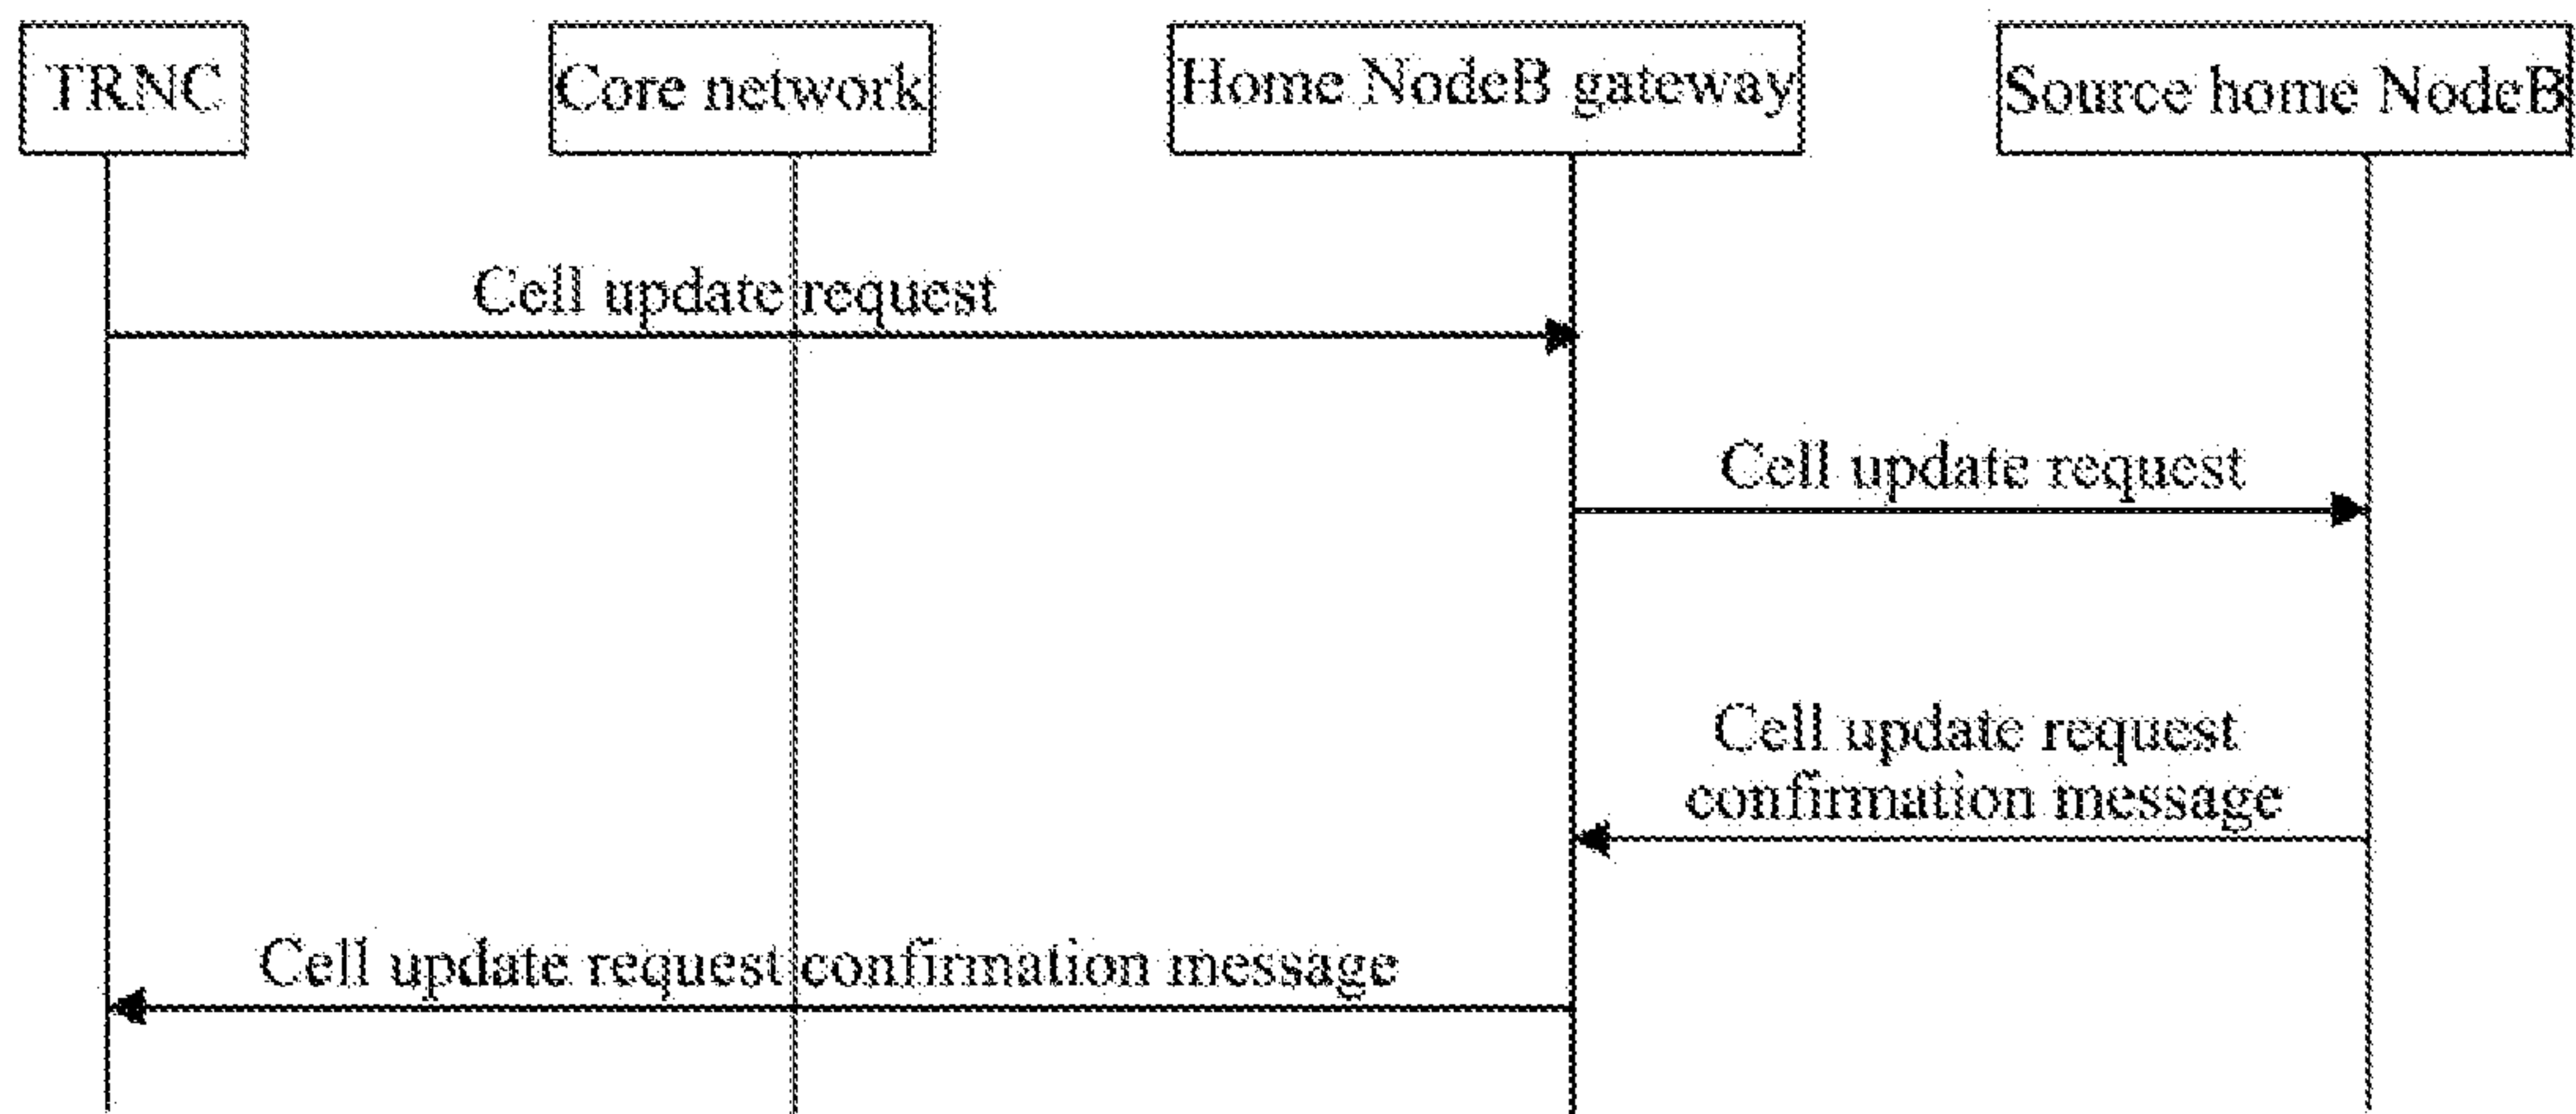 TRNC
Core network
Home NodeB gateway
Source home NodeB
Cell update request
Cell update request
Cell update request
confirmation message
Cell update request confirmation message